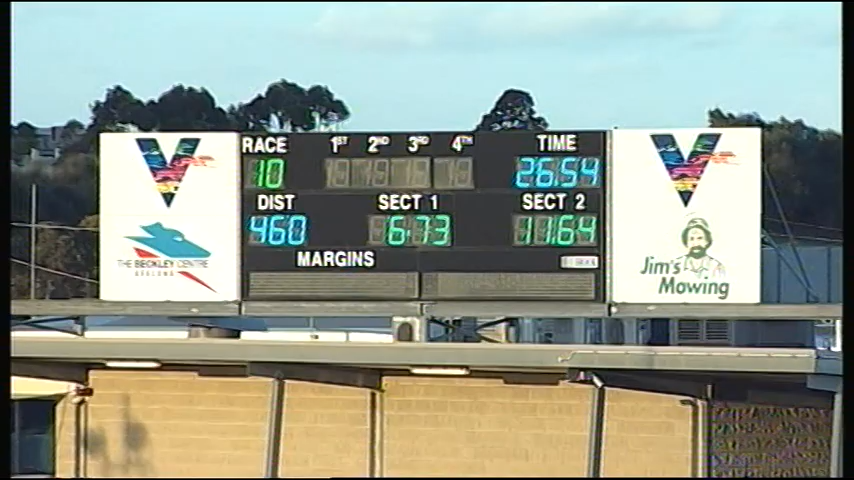 RACE 1ST 2ND 3RD 4TH TIME
10 26.54
DIST SECT 1 SECT 2
460 6.73 11.64
MARGINS
V
THE BECKLEY CENTRE
GEELONG
V
Jim's
Mowing